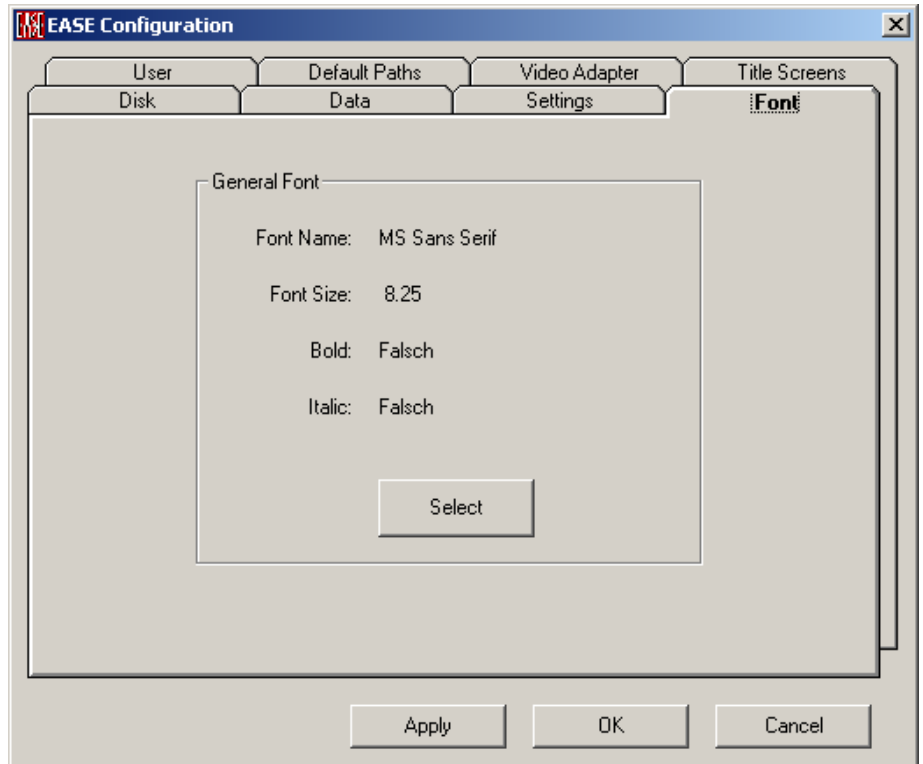 EASE Configuration
User Default Paths Video Adapter Title Screens
Disk Data Settings Font
General Font
Font Name: MS Sans Serif
Font Size: 8.25
Bold: Falsch
Italic: Falsch
Select
Apply OK Cancel